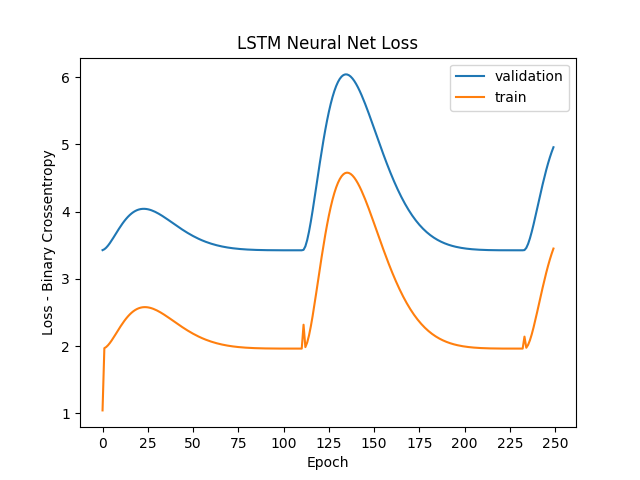 LSTM Neural Net Loss
validation
train
6
5
4
3
2
1
Loss - Binary Crossentropy
0 25 50 75 100 125 150 175 200 225 250
Epoch